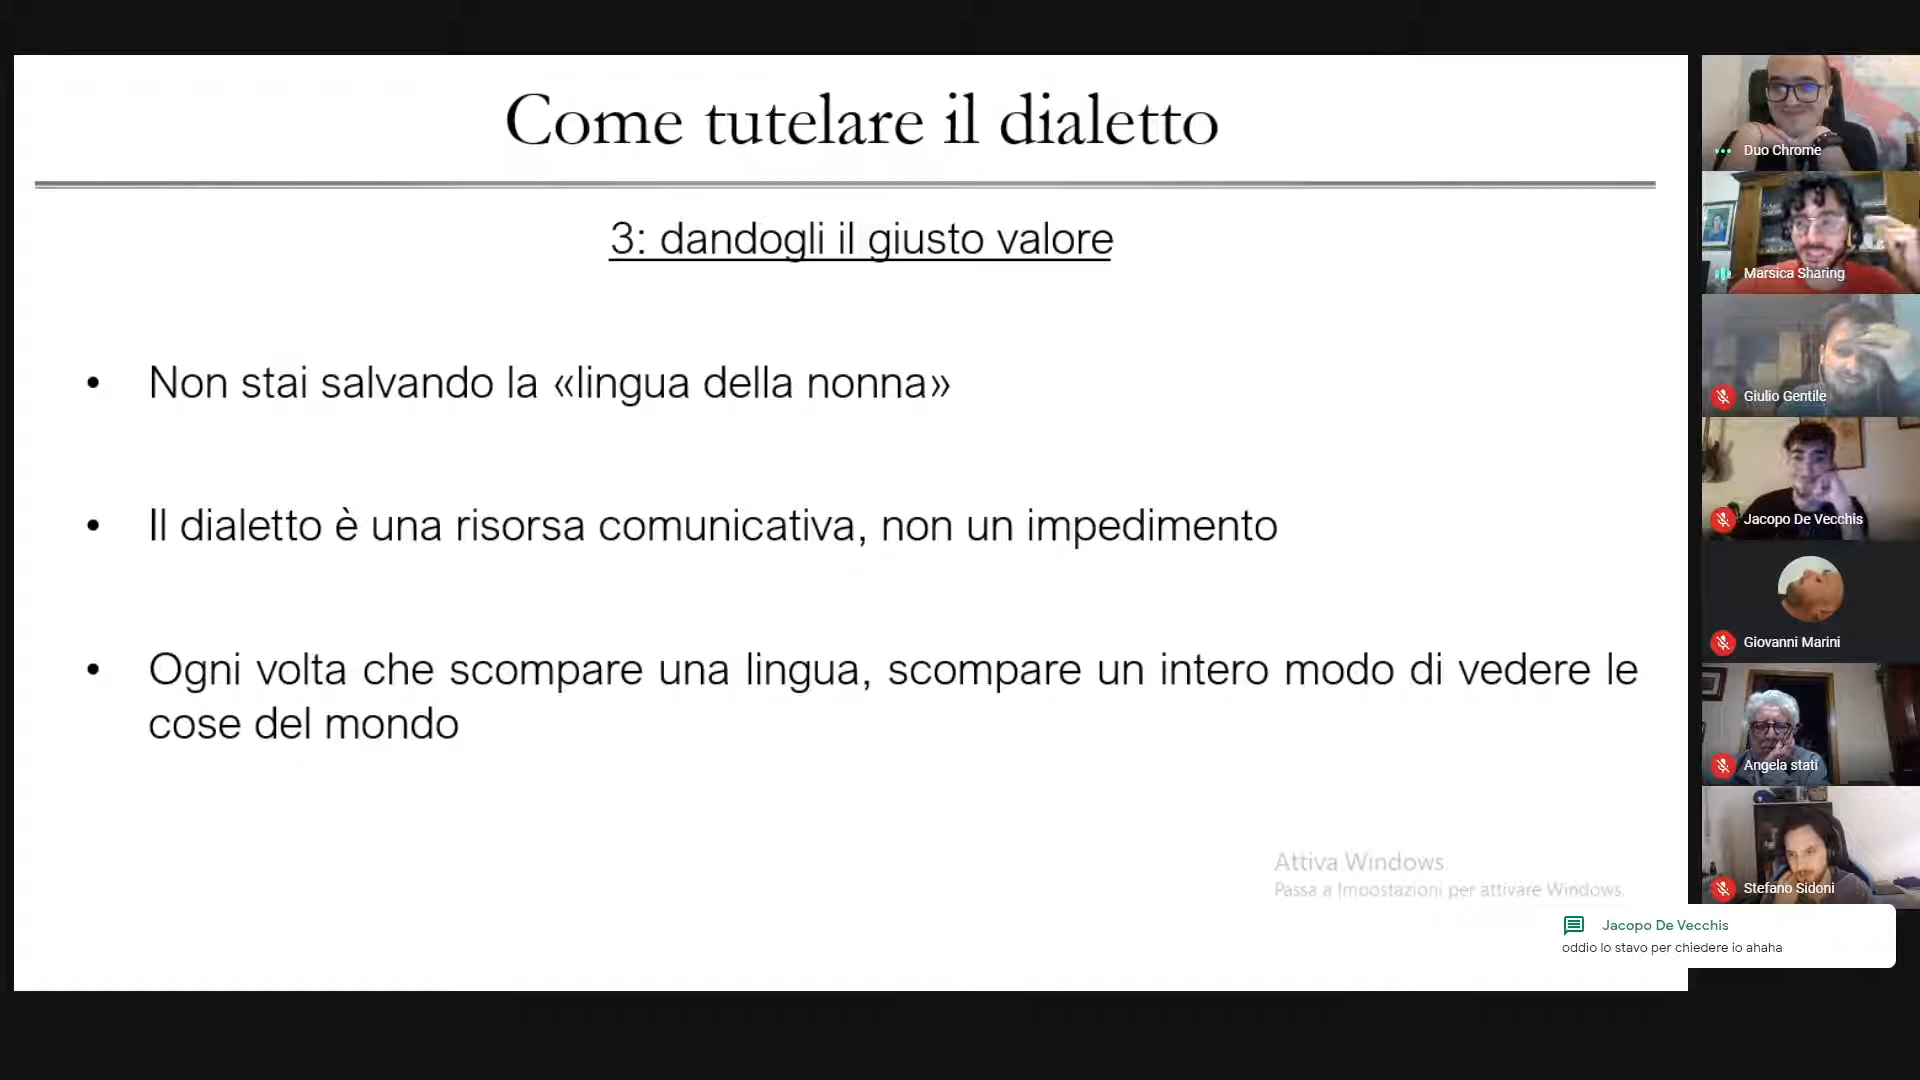 Come tutelare il dialetto
3: dandogli il giusto valore
• Non stai salvando la «lingua della nonna»
• Il dialetto è una risorsa comunicativa, non un impedimento
• Ogni volta che scompare una lingua, scompare un intero modo di vedere le
cose del mondo
Attiva Windows
Passa a Impostazioni per attivare Windows.
Duo Chrome
Marsica Sharing
Giulio Gentile
Jacopo De Vecchis
Giovanni Marini
Angela stati
Stefano Sidoni
Jacopo De Vecchis
oddio lo stavo per chiedere io ahaha